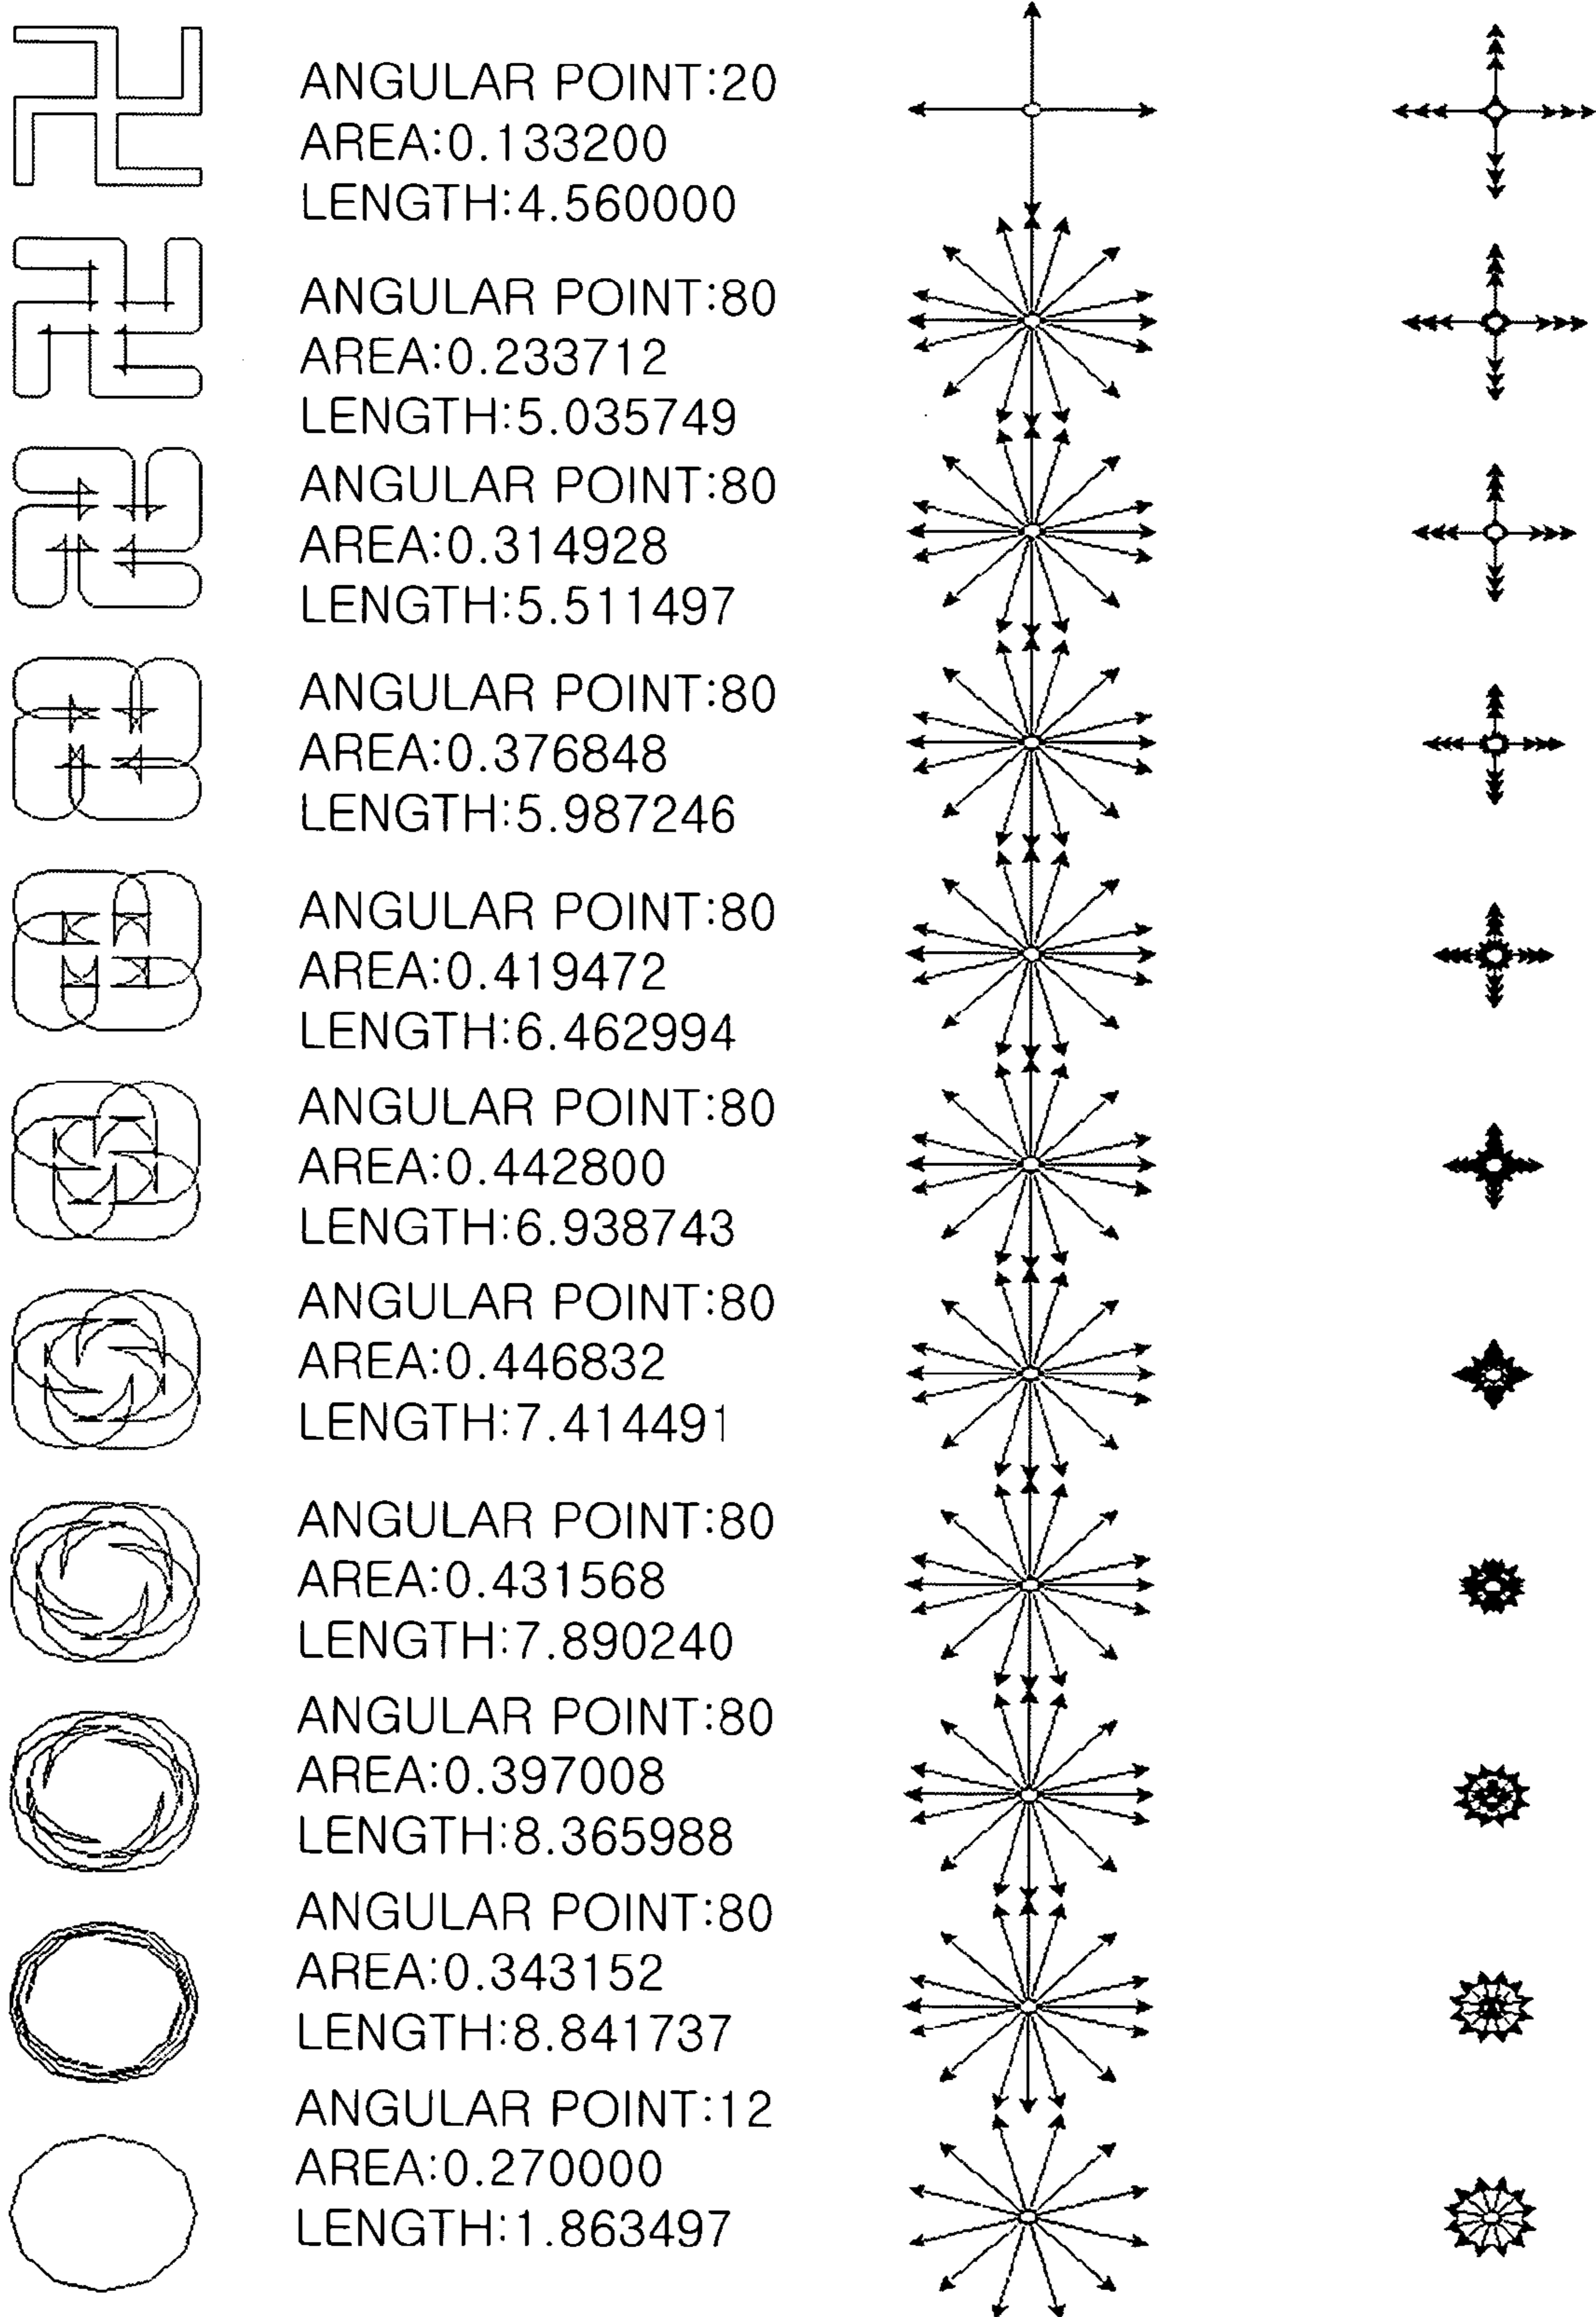 ANGULAR POINT:20
AREA:0.133200
LENGTH:4.560000
ANGULAR POINT:80
AREA:0.233712
LENGTH:5.035749
ANGULAR POINT:80
AREA:0.314928
LENGTH:5.511497
ANGULAR POINT:80
AREA:0.376848
LENGTH:5.987246
ANGULAR POINT:80
AREA:0.419472
LENGTH:6.462994
ANGULAR POINT:80
AREA:0.442800
LENGTH:6.938743
ANGULAR POINT:80
AREA:0.446832
LENGTH:7.414491
ANGULAR POINT:80
AREA:0.431568
LENGTH:7.890240
ANGULAR POINT:80
AREA:0.397008
LENGTH:8.365988
ANGULAR POINT:80
AREA:0.343152
LENGTH:8.841737
ANGULAR POINT:12
AREA:0.270000
LENGTH:1.863497